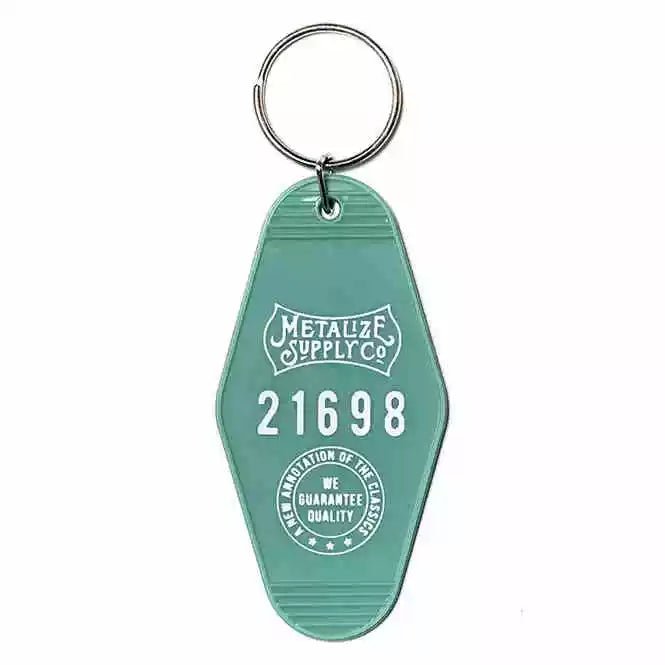 METALIZE
SUPPLY CO
21698
A NEW ANNOTATION OF THE CLASSICS
WE
GUARANTEE
QUALITY